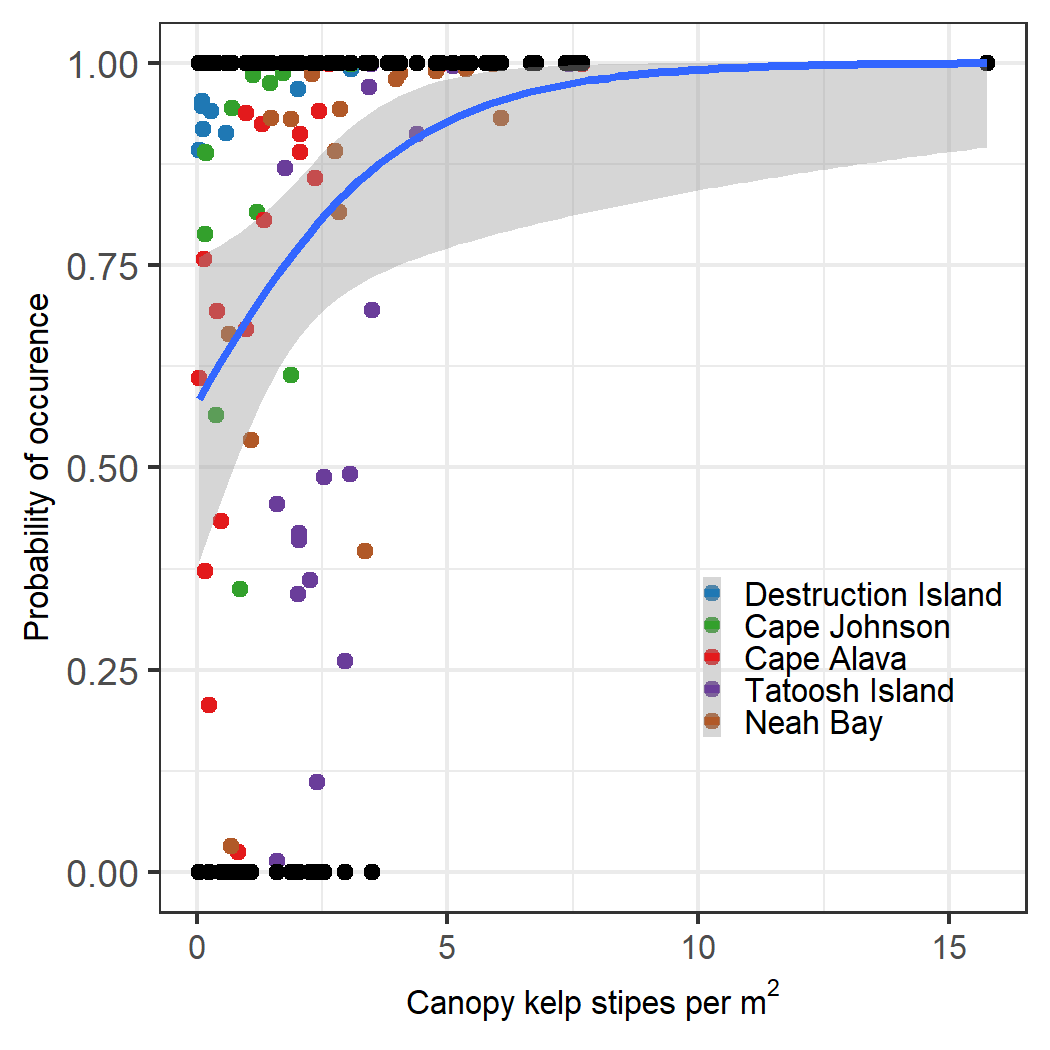 1.00
0.75
0.50
0.25
0.00
Probability of occurence
Destruction Island
Cape Johnson
Cape Alava
Tatoosh Island
Neah Bay
0 5 10 15
Canopy kelp stipes per m²